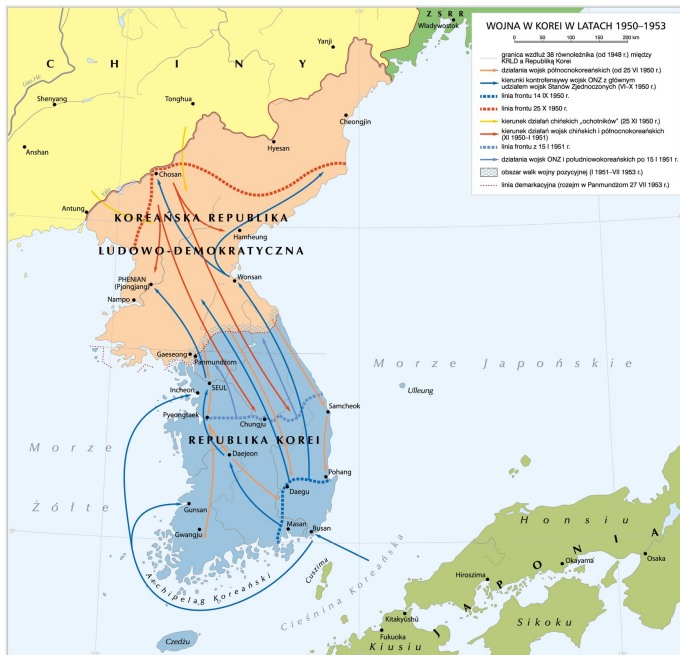 WOJNA W KOREI W LATACH 1950–1953
0 50 100 150 200 km
granica wzdłuż 38 równoleżnika (od 1948 r.) między
KRLD a Republiką Korei
działania wojsk północnokoreańskich (od 25 VI 1950 r.)
kierunki kontrofensywy wojsk ONZ z głównym
udziałem wojsk Stanów Zjednoczonych (VI–X 1950 r.)
linia frontu 14 IX 1950 r.
linia frontu 25 X 1950 r.
kierunek działań chińskich „ochotników” (25 XI 1950 r.)
kierunek działań wojsk chińskich i północnokoreańskich
(XI 1950–I 1951)
linia frontu z 15 I 1951 r.
działania wojsk ONZ i południowokoreańskich po 15 I 1951 r.
obszar walk wojny pozycyjnej (I 1951–VII 1953 r.)
linia demarkacyjna (rozejm w Panmundżom 27 VII 1953 r.)
ZSRR
Władywostok
CHINY
Yanji
Shenyang
Tonghua
Anshan
Hyesan
Cheongjin
Chosan
Antung
KOREAŃSKA REPUBLIKA
LUDOWO-DEMOKRATYCZNA
Hamheung
PHENIAN
(Pjongjang)
Wonsan
Nampo
Gaeseong
Panmundżom
Incheon
SEUL
Pyeongtaek
Chungju
Samcheok
REPUBLIKA KOREI
Daejeon
Pohang
Daegu
Gunsan
Masan
Busan
Gwangju
Morze Japońskie
Ulleung
Morze
Żółte
Archipelag Koreański
Czedżu
Cuszima
Cieśnina Koreańska
JAPONIA
Honsiu
Hiroszima
Okayama
Osaka
Kitakyūshū
Fukuoka
Kiusiu
Sikoku